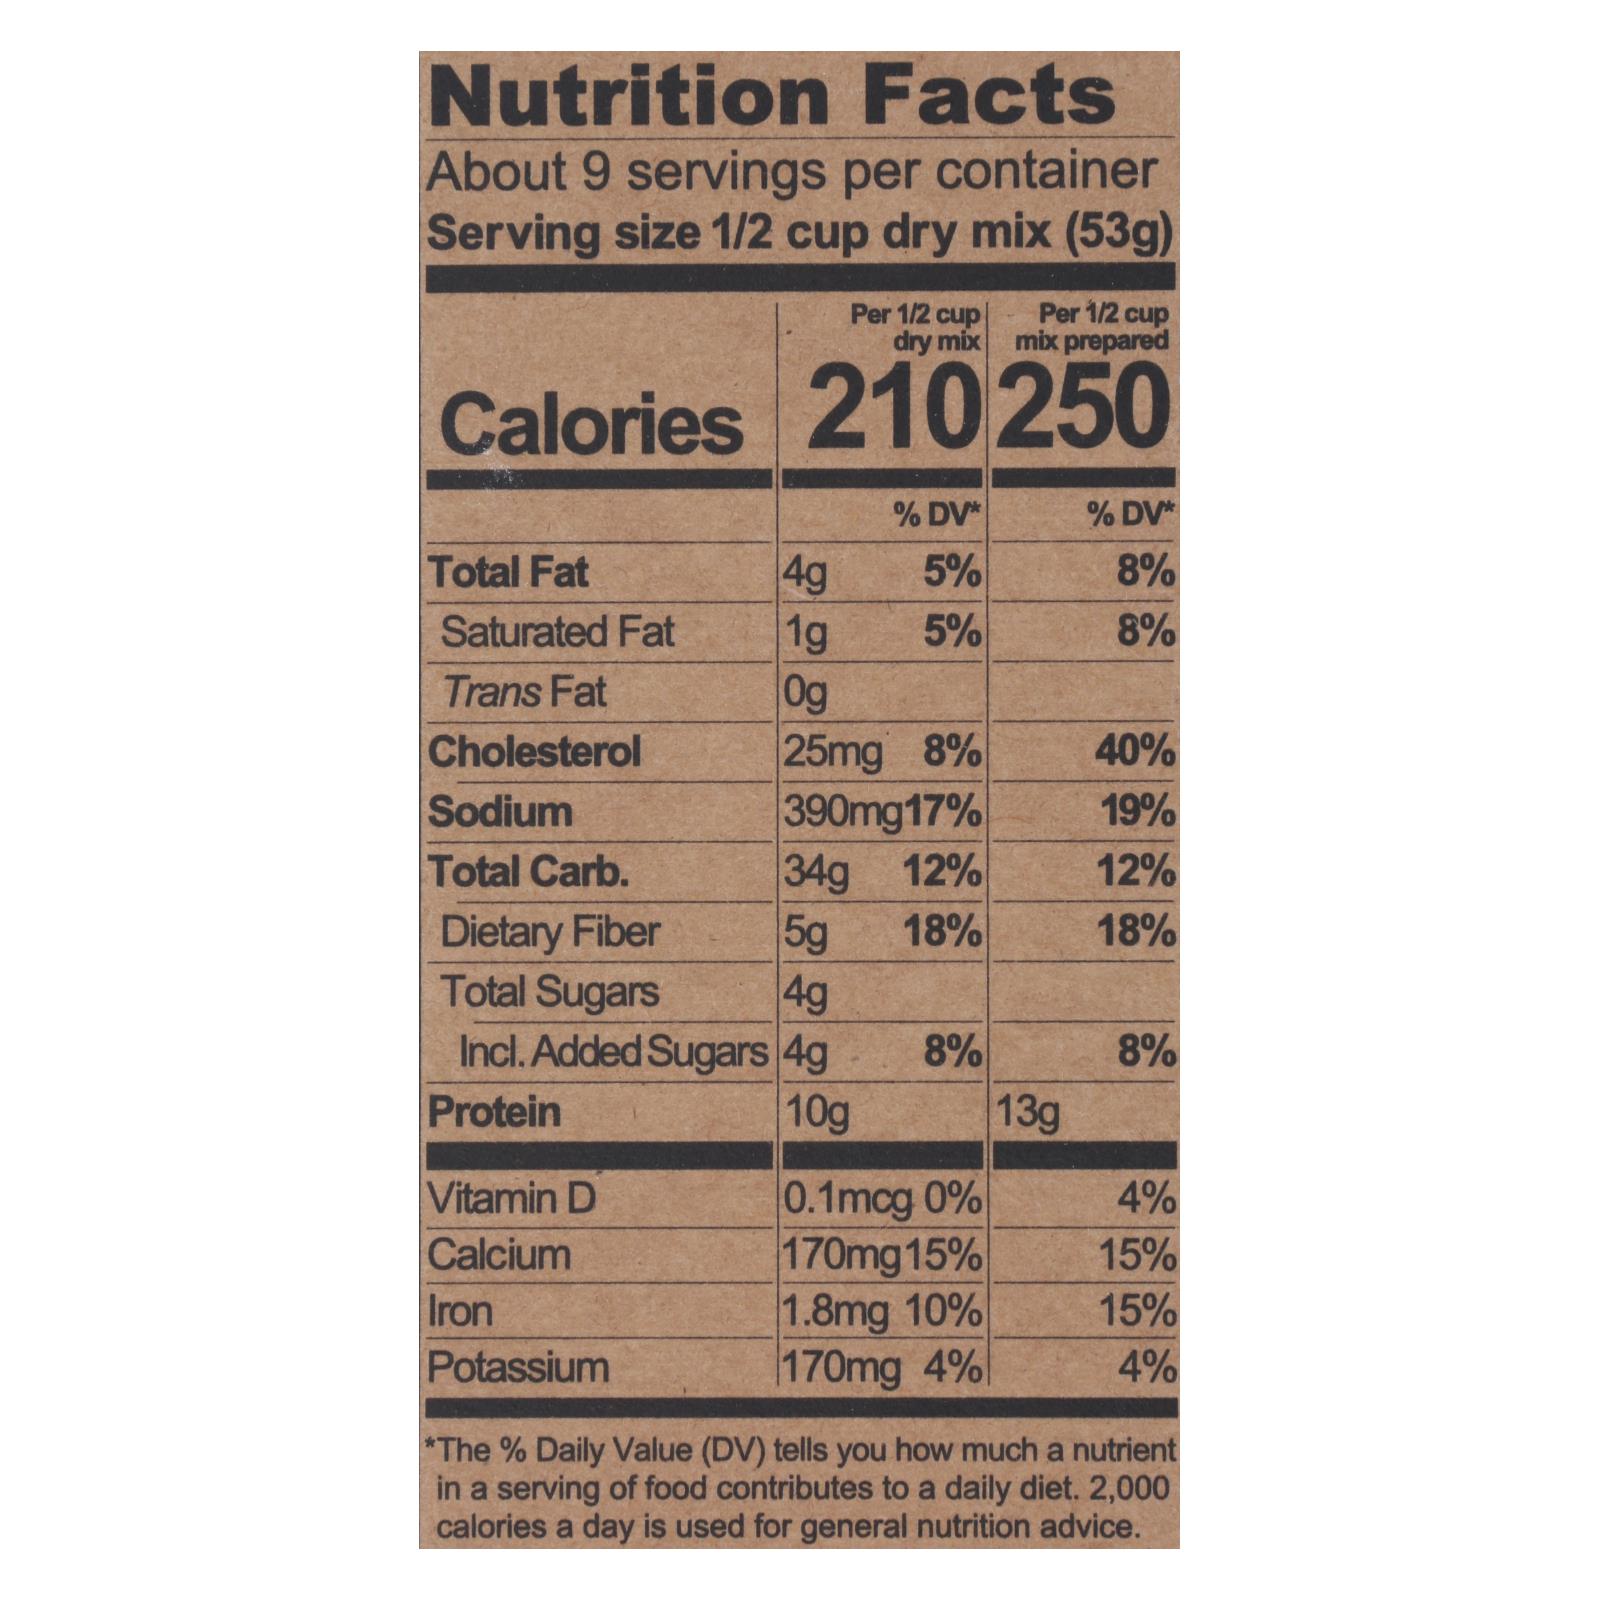 Nutrition Facts
About 9 servings per container
Serving size 1/2 cup dry mix (53g)
Per 1/2 cup dry mix Per 1/2 cup mix prepared
Calories 210 250
% DV* % DV*
Total Fat 4g 5% 8%
Saturated Fat 1g 5% 8%
Trans Fat 0g
Cholesterol 25mg 8% 40%
Sodium 390mg 17% 19%
Total Carb. 34g 12% 12%
Dietary Fiber 5g 18% 18%
Total Sugars 4g
Incl. Added Sugars 4g 8% 8%
Protein 10g 13g
Vitamin D 0.1mcg 0% 4%
Calcium 170mg 15% 15%
Iron 1.8mg 10% 15%
Potassium 170mg 4% 4%
*The % Daily Value (DV) tells you how much a nutrient
in a serving of food contributes to a daily diet. 2,000
calories a day is used for general nutrition advice.